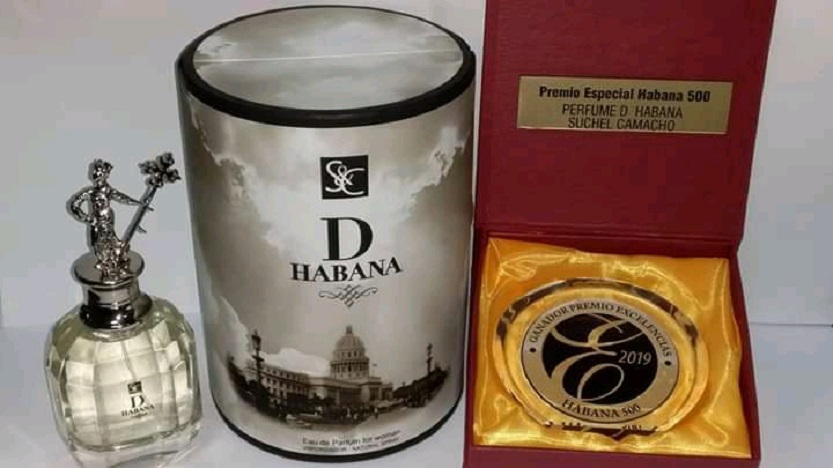 S&C
D
HABANA
Eau de Parfum for women
D
HABANA
Premio Especial Habana 500
PERFUME D HABANA
SUCHEL CAMACHO
GANADOR PREMIO EXCELENCIAS
2019
HABANA 500